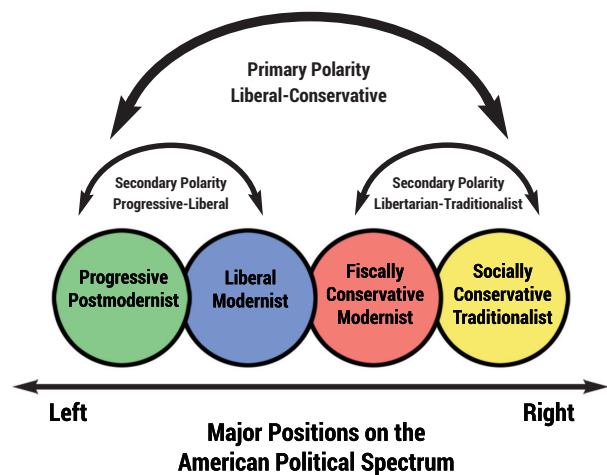 Primary Polarity
Liberal-Conservative
Secondary Polarity
Progressive-Liberal
Secondary Polarity
Libertarian-Traditionalist
Progressive
Postmodernist
Liberal
Modernist
Fiscally
Conservative
Modernist
Socially
Conservative
Traditionalist
Left
Right
Major Positions on the
American Political Spectrum